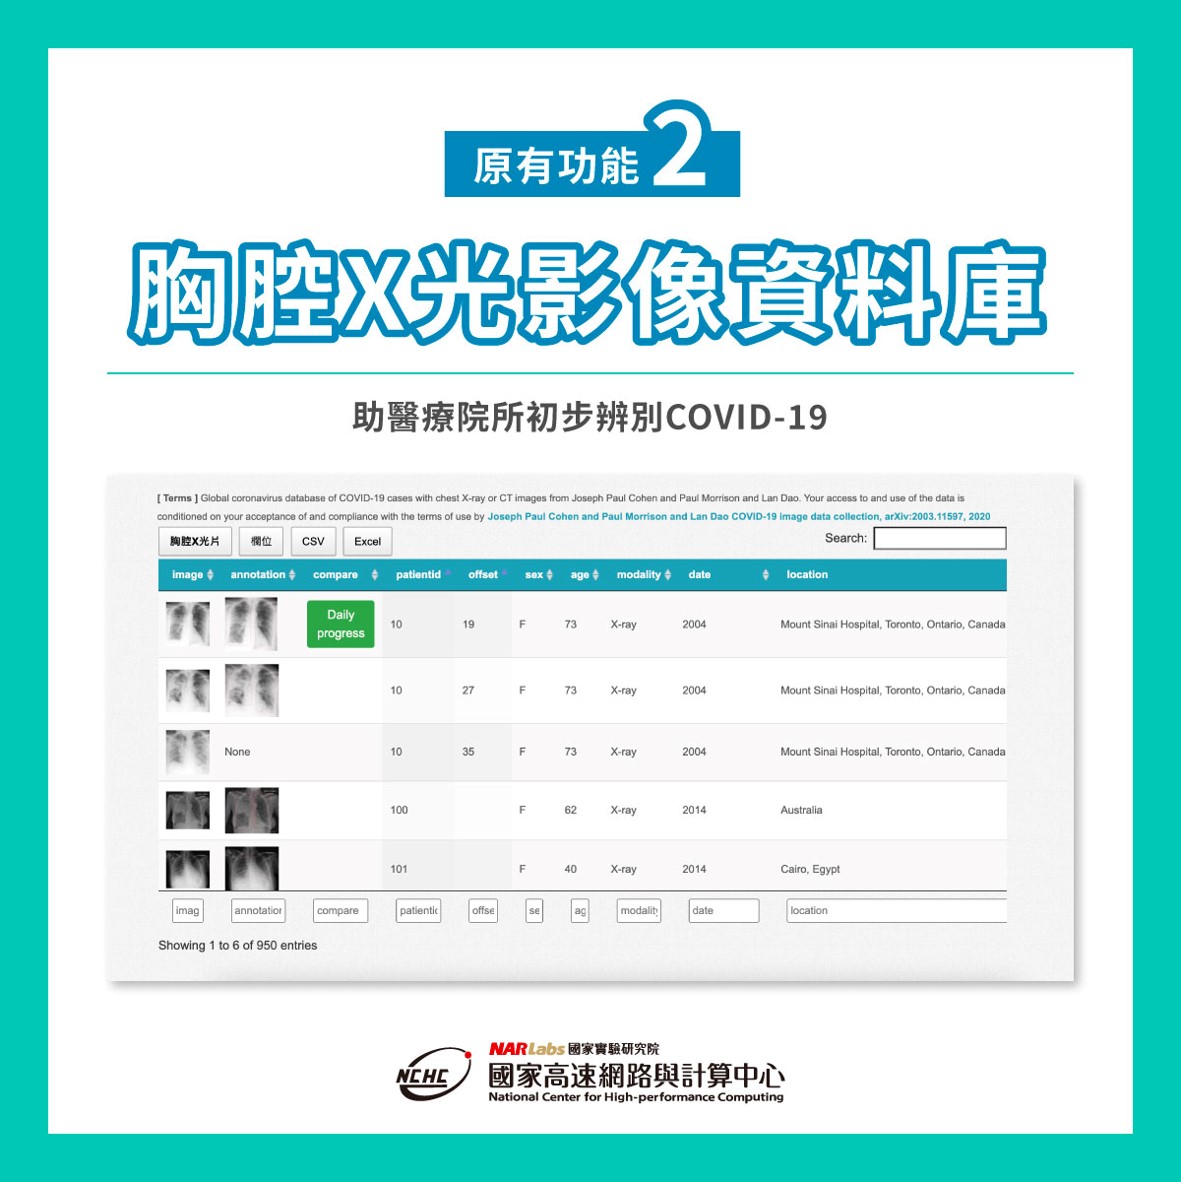 原有功能2
胸腔X光影像資料庫
助醫療院所初步辨別COVID-19
[ Terms ] Global coronavirus database of COVID-19 cases with chest X-ray or CT images from Joseph Paul Cohen and Paul Morrison and Lan Dao. Your access to and use of the data is
conditioned on your acceptance of and compliance with the terms of use by Joseph Paul Cohen and Paul Morrison and Lan Dao COVID-19 image data collection, arXiv:2003.11597, 2020
胸腔X光片 欄位 CSV Excel Search:
image annotation compare patientid offset sex age modality date location
Daily
progress
10 19 F 73 X-ray 2004 Mount Sinai Hospital, Toronto, Ontario, Canada
10 27 F 73 X-ray 2004 Mount Sinai Hospital, Toronto, Ontario, Canada
None 10 35 F 73 X-ray 2004 Mount Sinai Hospital, Toronto, Ontario, Canada
100 F 62 X-ray 2014 Australia
101 F 40 X-ray 2014 Cairo, Egypt
imag annotation compare patientic offse se ag modality date location
Showing 1 to 6 of 950 entries
NARLabs 國家實驗研究院
NCHC 國家高速網路與計算中心
National Center for High-performance Computing